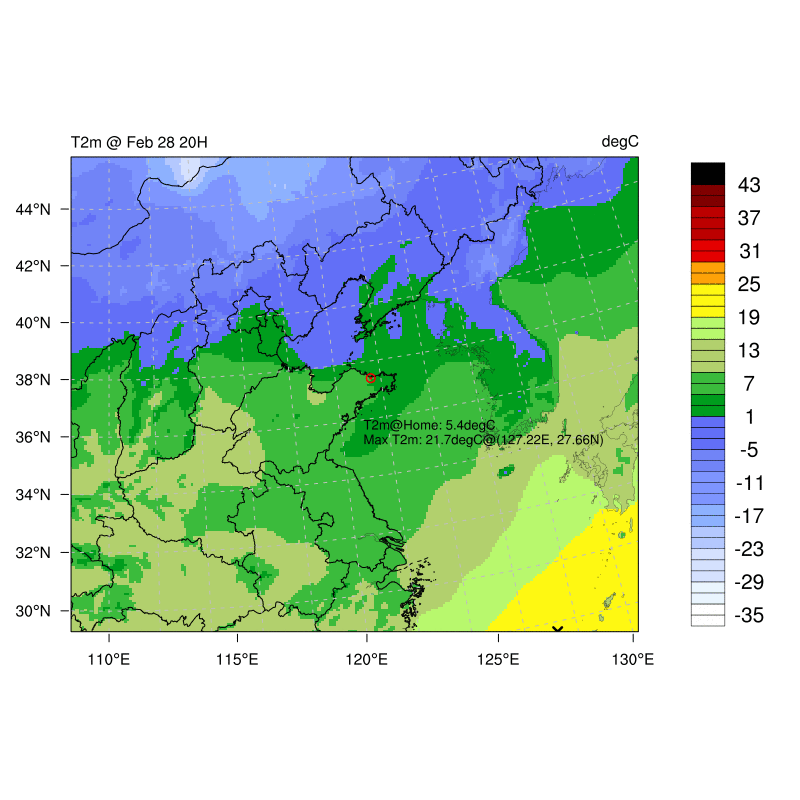 T2m @ Feb 28 20H
degC
44°N
42°N
40°N
38°N
36°N
34°N
32°N
30°N
110°E
115°E
120°E
125°E
130°E
T2m@Home: 5.4degC
Max T2m: 21.7degC@(127.22E, 27.66N)
43
37
31
25
19
13
7
1
-5
-11
-17
-23
-29
-35